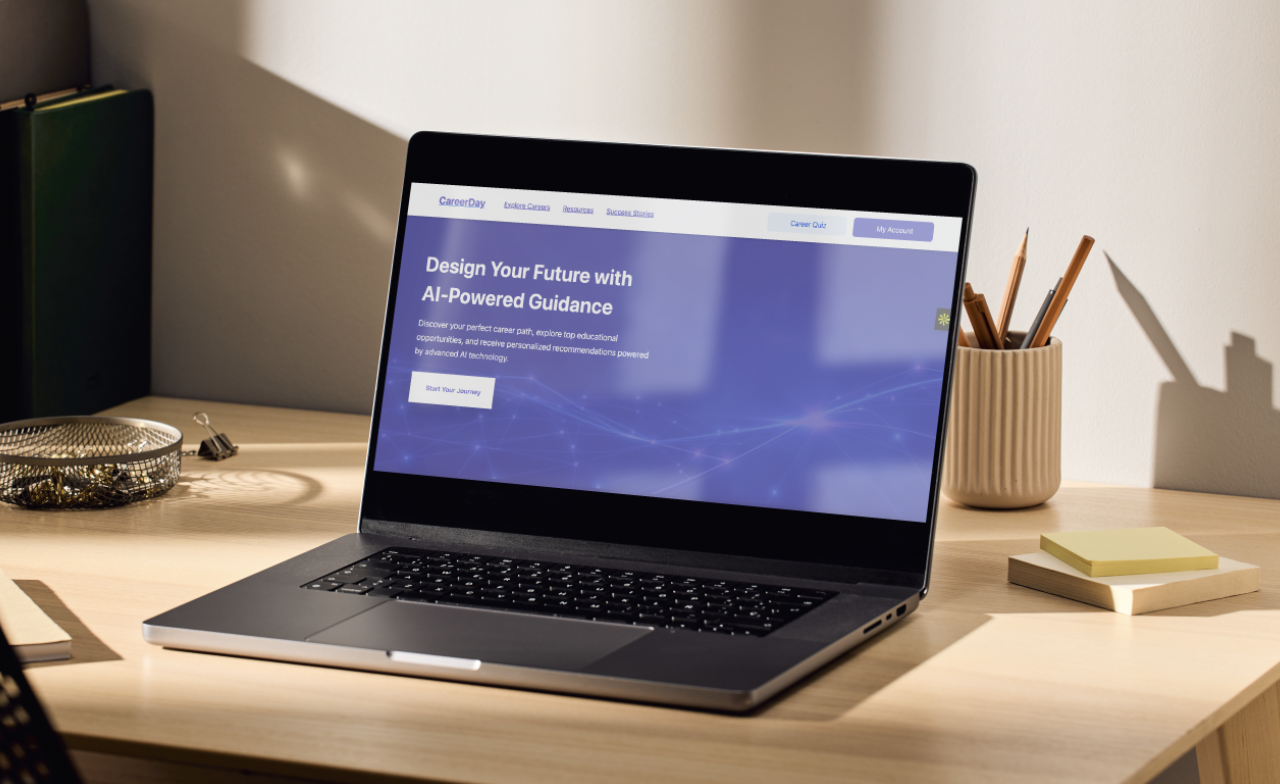 CareerDay
Explore Careers
Resources
Success Stories
Career Quiz
My Account
Design Your Future with
AI-Powered Guidance
Discover your perfect career path, explore top educational
opportunities, and receive personalized recommendations powered
by advanced AI technology.
Start Your Journey